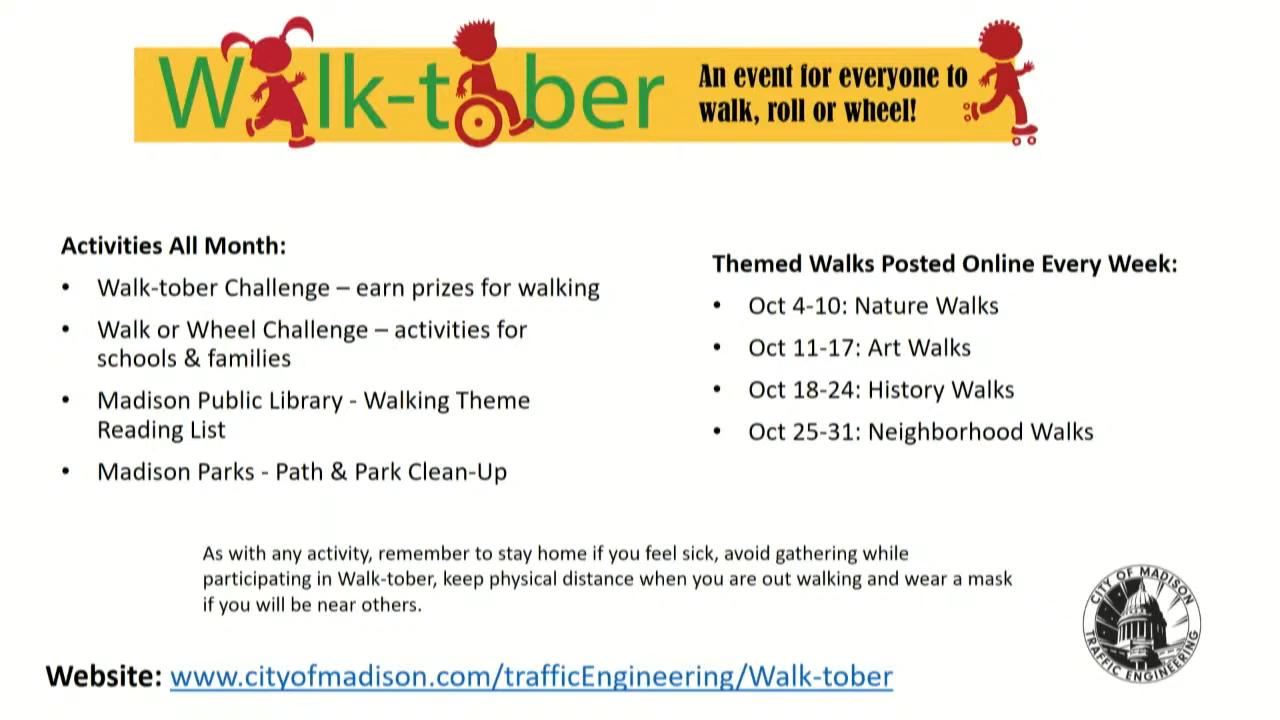 Walk-tober
An event for everyone to
walk, roll or wheel!
Activities All Month:
• Walk-tober Challenge – earn prizes for walking
• Walk or Wheel Challenge – activities for
schools & families
• Madison Public Library - Walking Theme
Reading List
• Madison Parks - Path & Park Clean-Up
Themed Walks Posted Online Every Week:
• Oct 4-10: Nature Walks
• Oct 11-17: Art Walks
• Oct 18-24: History Walks
• Oct 25-31: Neighborhood Walks
As with any activity, remember to stay home if you feel sick, avoid gathering while
participating in Walk-tober, keep physical distance when you are out walking and wear a mask
if you will be near others.
CITY OF MADISON
TRAFFIC ENGINEERING
Website: www.cityofmadison.com/trafficEngineering/Walk-tober